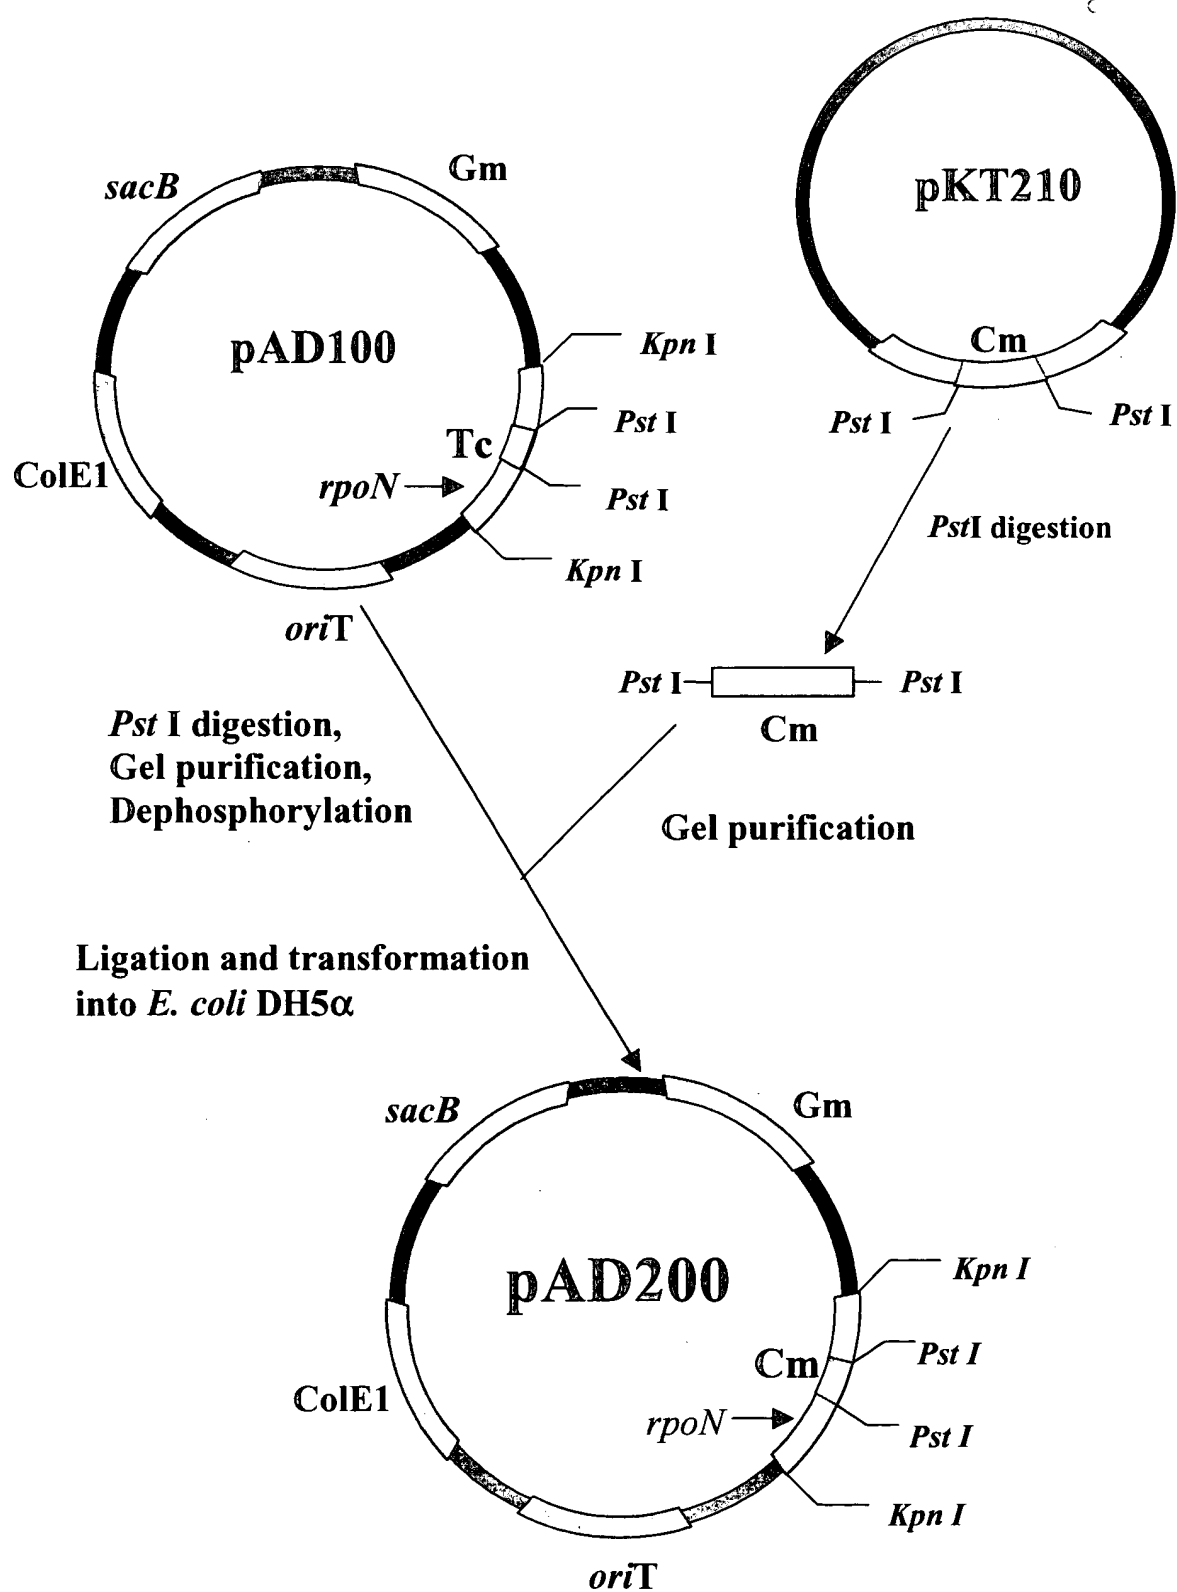 sacB
Gm
pAD100
Kpn I
Pst I
Tc
rpoN
Pst I
Kpn I
ColE1
oriT
pKT210
Cm
Pst I
Pst I
PstI digestion
Pst I
Pst I
Cm
Pst I digestion,
Gel purification,
Dephosphorylation
Gel purification
Ligation and transformation
into E. coli DH5α
sacB
Gm
pAD200
Kpn I
Pst I
Cm
rpoN
Pst I
Kpn I
ColE1
oriT